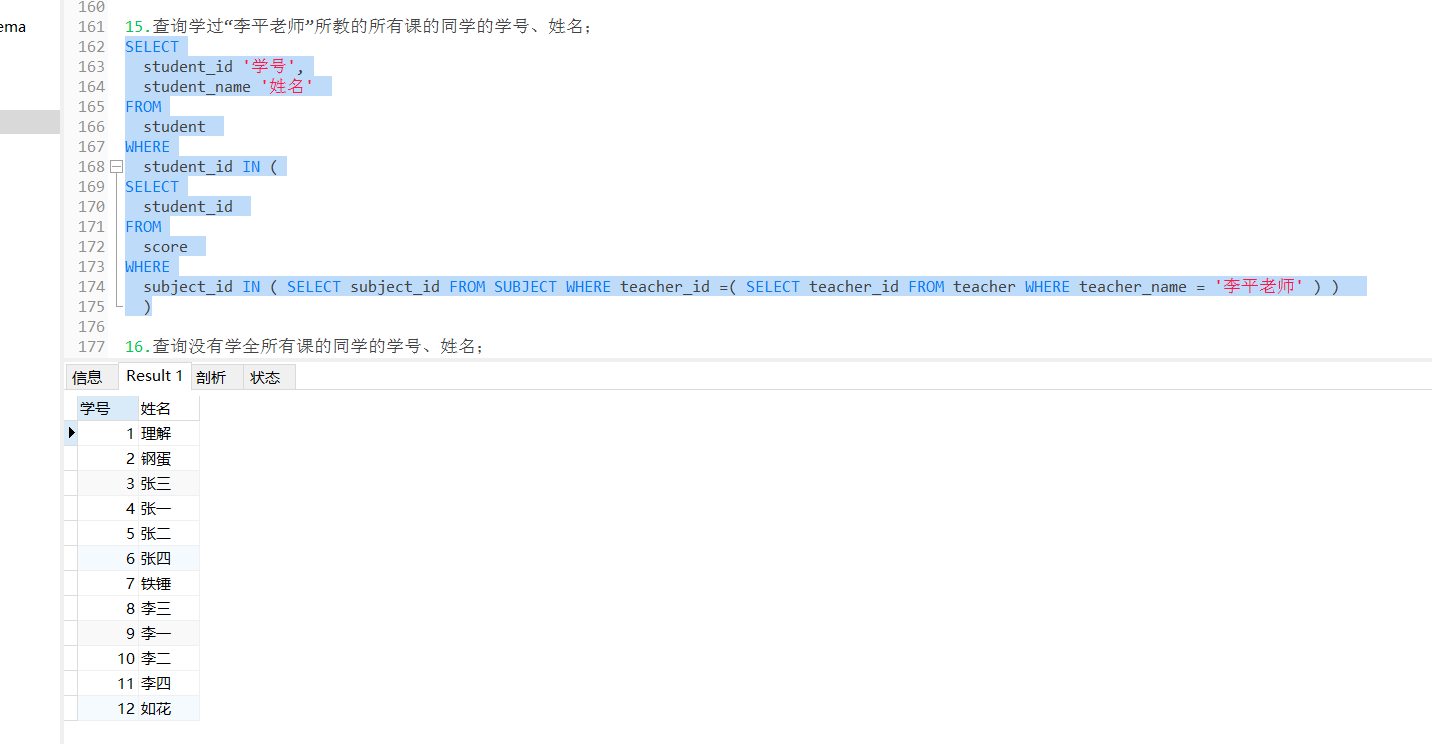 ema
160
161 15.查询学过“李平老师”所教的所有课的同学的学号、姓名;
162 SELECT
163 student_id '学号',
164 student_name '姓名'
165 FROM
166 student
167 WHERE
168 student_id IN (
169 SELECT
170 student_id
171 FROM
172 score
173 WHERE
174 subject_id IN ( SELECT subject_id FROM SUBJECT WHERE teacher_id =( SELECT teacher_id FROM teacher WHERE teacher_name = '李平老师' ) )
175 )
176
177 16.查询没有学全所有课的同学的学号、姓名;
信息 Result 1 剖析 状态
学号 姓名
1 理解
2 钢蛋
3 张三
4 张一
5 张二
6 张四
7 铁锤
8 李三
9 李一
10 李二
11 李四
12 如花